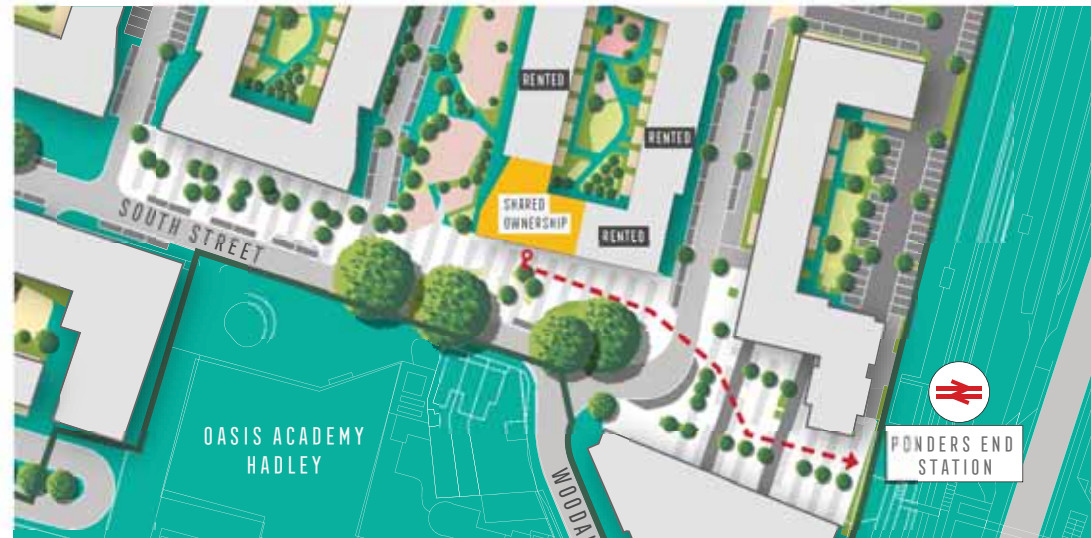 RENTED
RENTED
SHARED
OWNERSHIP
RENTED
SOUTH STREET
OASIS ACADEMY
HADLEY
PONDERS END
STATION